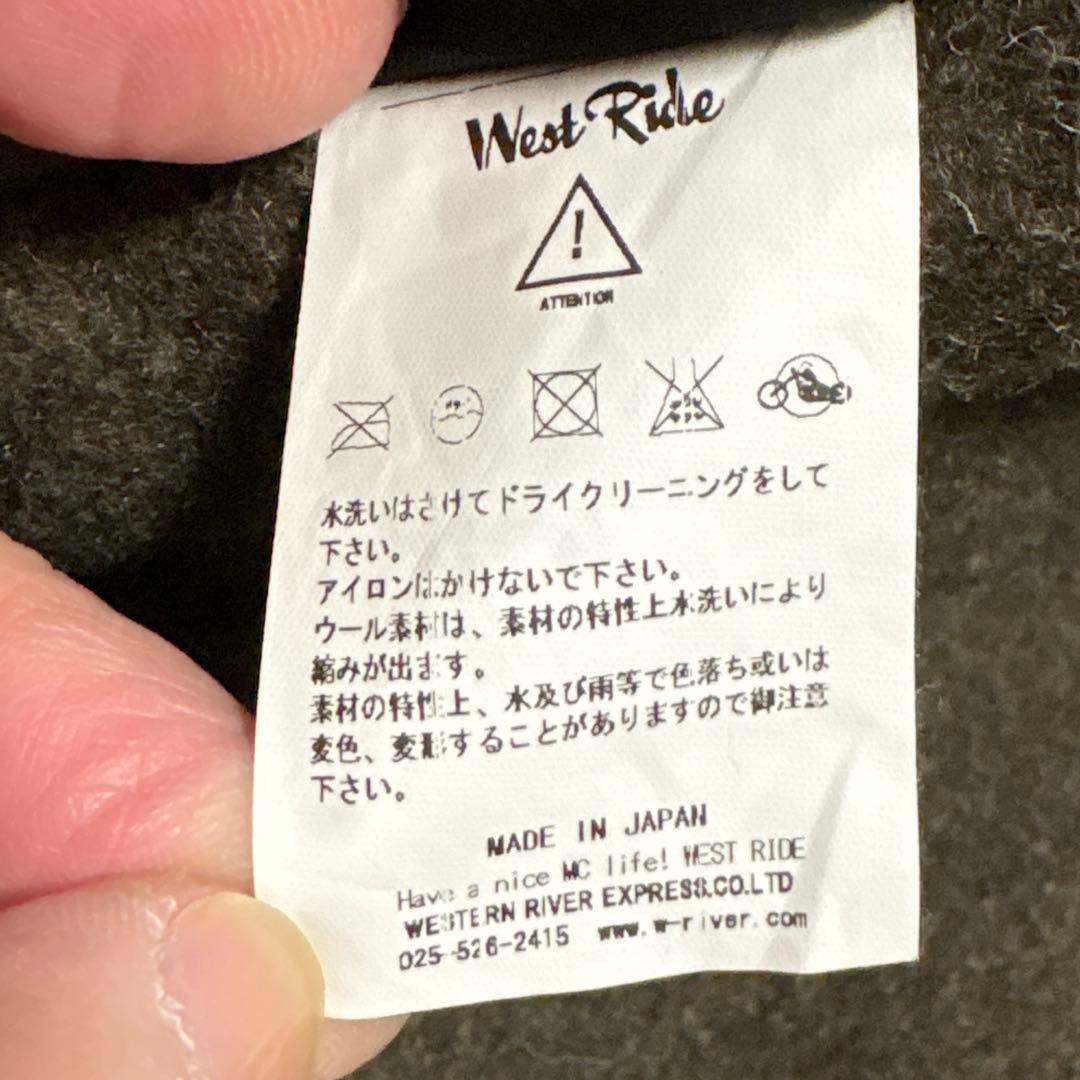 West Ride
!
ATTENTION
水洗いはさけてドライクリーニングをして
下さい。
アイロンはかけないで下さい。
ウール素材は、素材の特性上水洗いにより
縮みが出ます。
素材の特性上、水及び雨等で色落ち或いは
変色、変形することがありますので御注意
下さい。
MADE IN JAPAN
Have a nice MC life! WEST RIDE
WESTERN RIVER EXPRESS.CO.LTD
025-526-2415 www.w-river.com